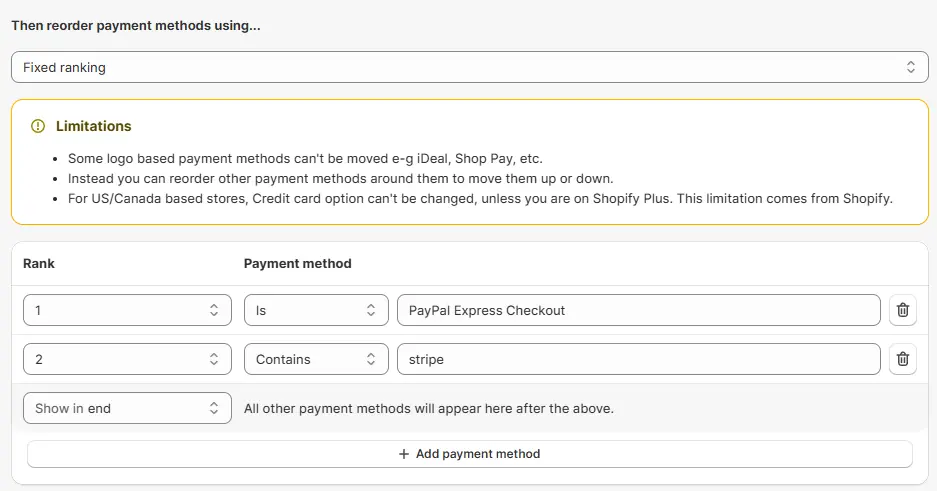 Then reorder payment methods using...
Fixed ranking
Limitations
• Some logo based payment methods can't be moved e-g iDeal, Shop Pay, etc.
• Instead you can reorder other payment methods around them to move them up or down.
• For US/Canada based stores, Credit card option can't be changed, unless you are on Shopify Plus. This limitation comes from Shopify.
Rank Payment method
1 Is PayPal Express Checkout
2 Contains stripe
Show in end All other payment methods will appear here after the above.
+ Add payment method